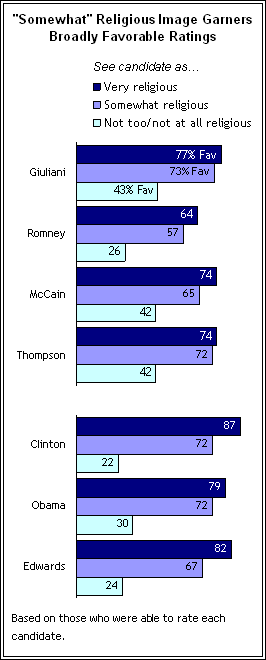 "Somewhat" Religious Image Garners
Broadly Favorable Ratings
See candidate as...
Very religious
Somewhat religious
Not too/not at all religious
77% Fav
Giuliani 73% Fav
43% Fav
64
Romney 57
26
74
McCain 65
42
74
Thompson 72
42
87
Clinton 72
22
79
Obama 72
30
82
Edwards 67
24
Based on those who were able to rate each
candidate.